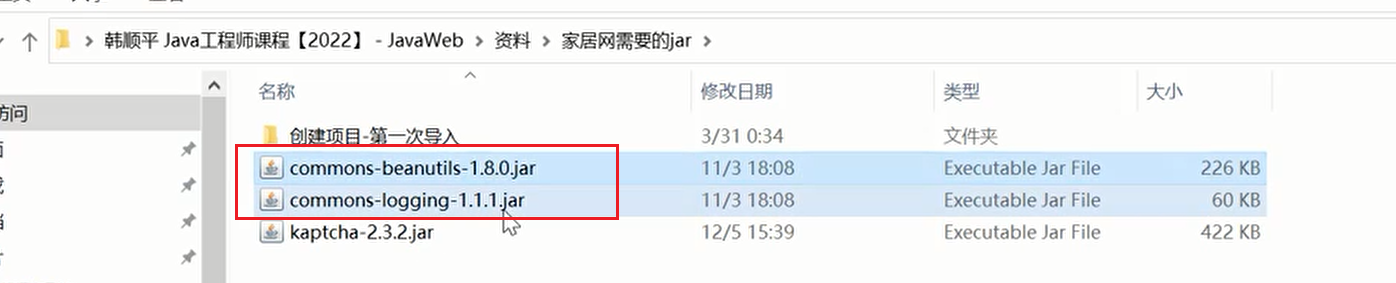 韩顺平 Java工程师课程【2022】 - JavaWeb > 资料 > 家居网需要的jar >
名称 修改日期 类型 大小
访问
创建项目-第一次导入 3/31 0:34 文件夹
commons-beanutils-1.8.0.jar 11/3 18:08 Executable Jar File 226 KB
commons-logging-1.1.1.jar 11/3 18:08 Executable Jar File 60 KB
kaptcha-2.3.2.jar 12/5 15:39 Executable Jar File 422 KB